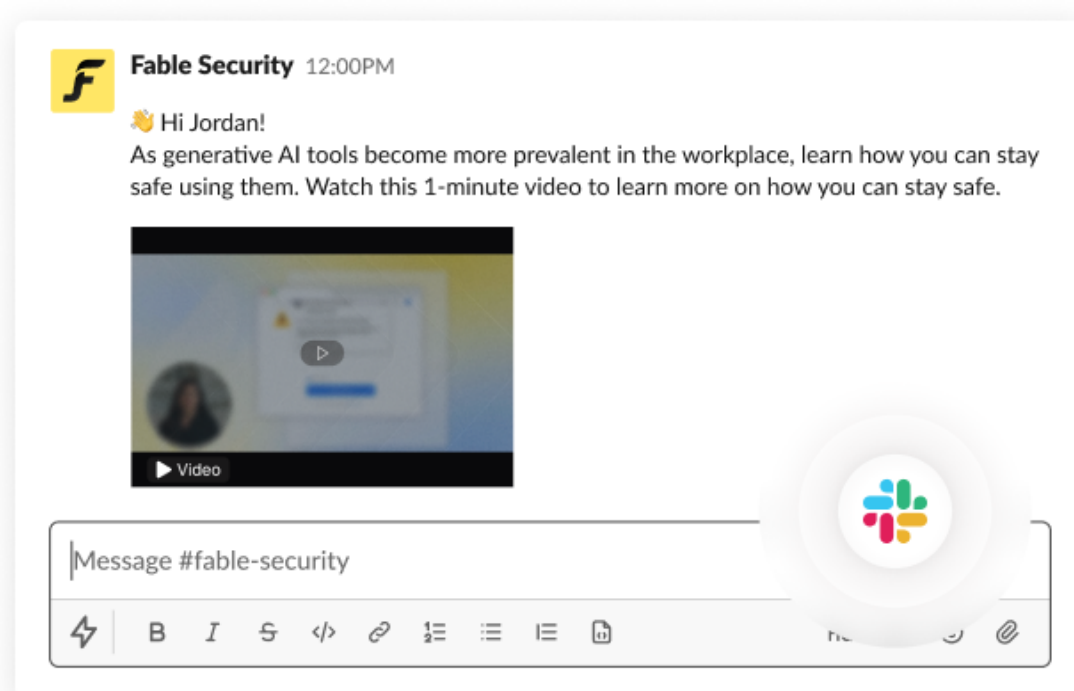 Fable Security 12:00PM
👋 Hi Jordan!
As generative AI tools become more prevalent in the workplace, learn how you can stay
safe using them. Watch this 1-minute video to learn more on how you can stay safe.
Video
Message #fable-security